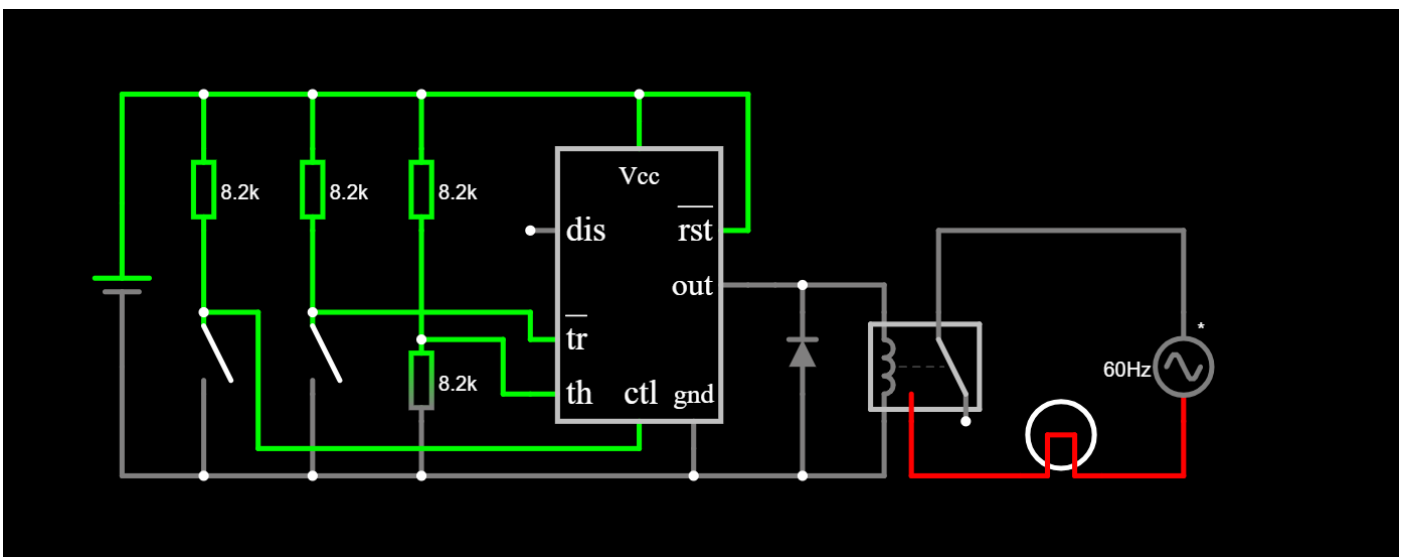 Vcc
8.2k
8.2k
8.2k
dis
rst
out
tr
*
60Hz
8.2k
th
ctl
gnd